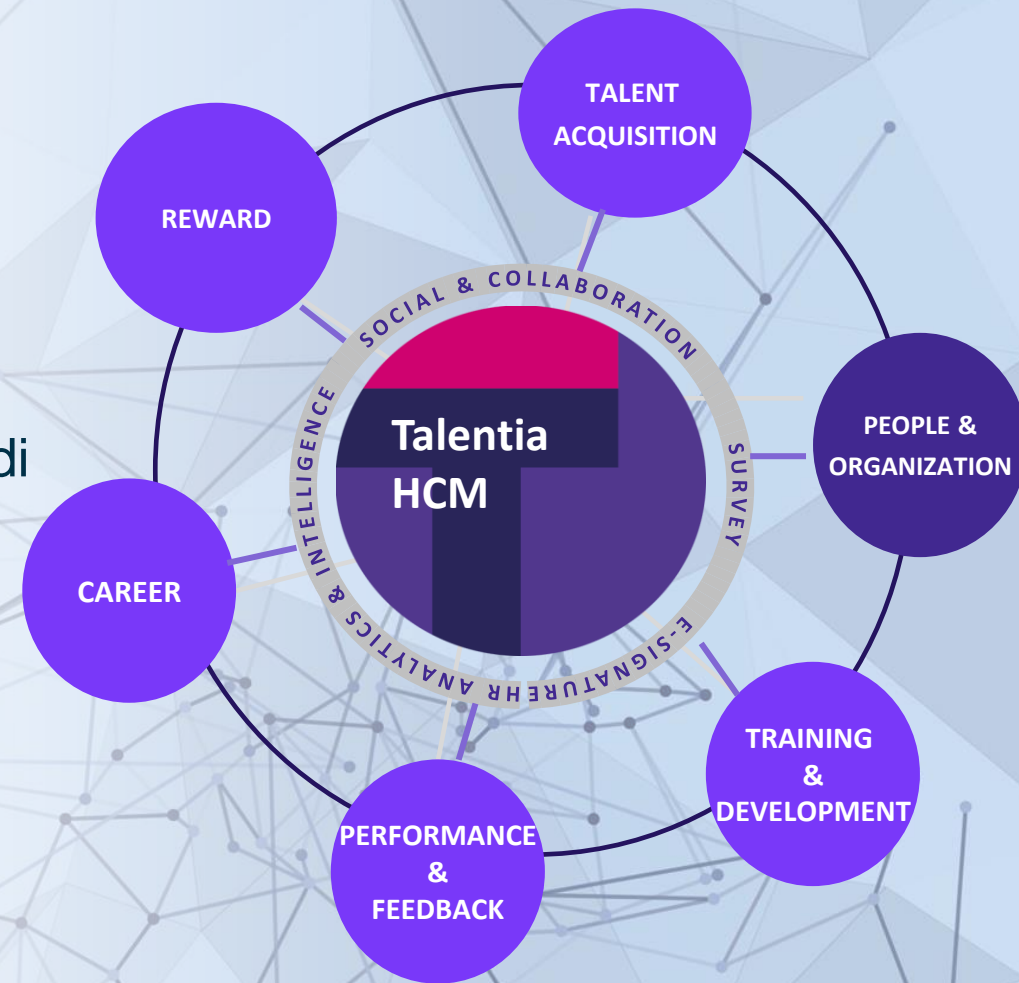 TALENT
ACQUISITION
REWARD
SOCIAL & COLLABORATION
SURVEY
E-SIGNATURE
HR ANALYTICS & INTELLIGENCE
Talentia
HCM
PEOPLE &
ORGANIZATION
di
CAREER
TRAINING
&
DEVELOPMENT
PERFORMANCE
&
FEEDBACK